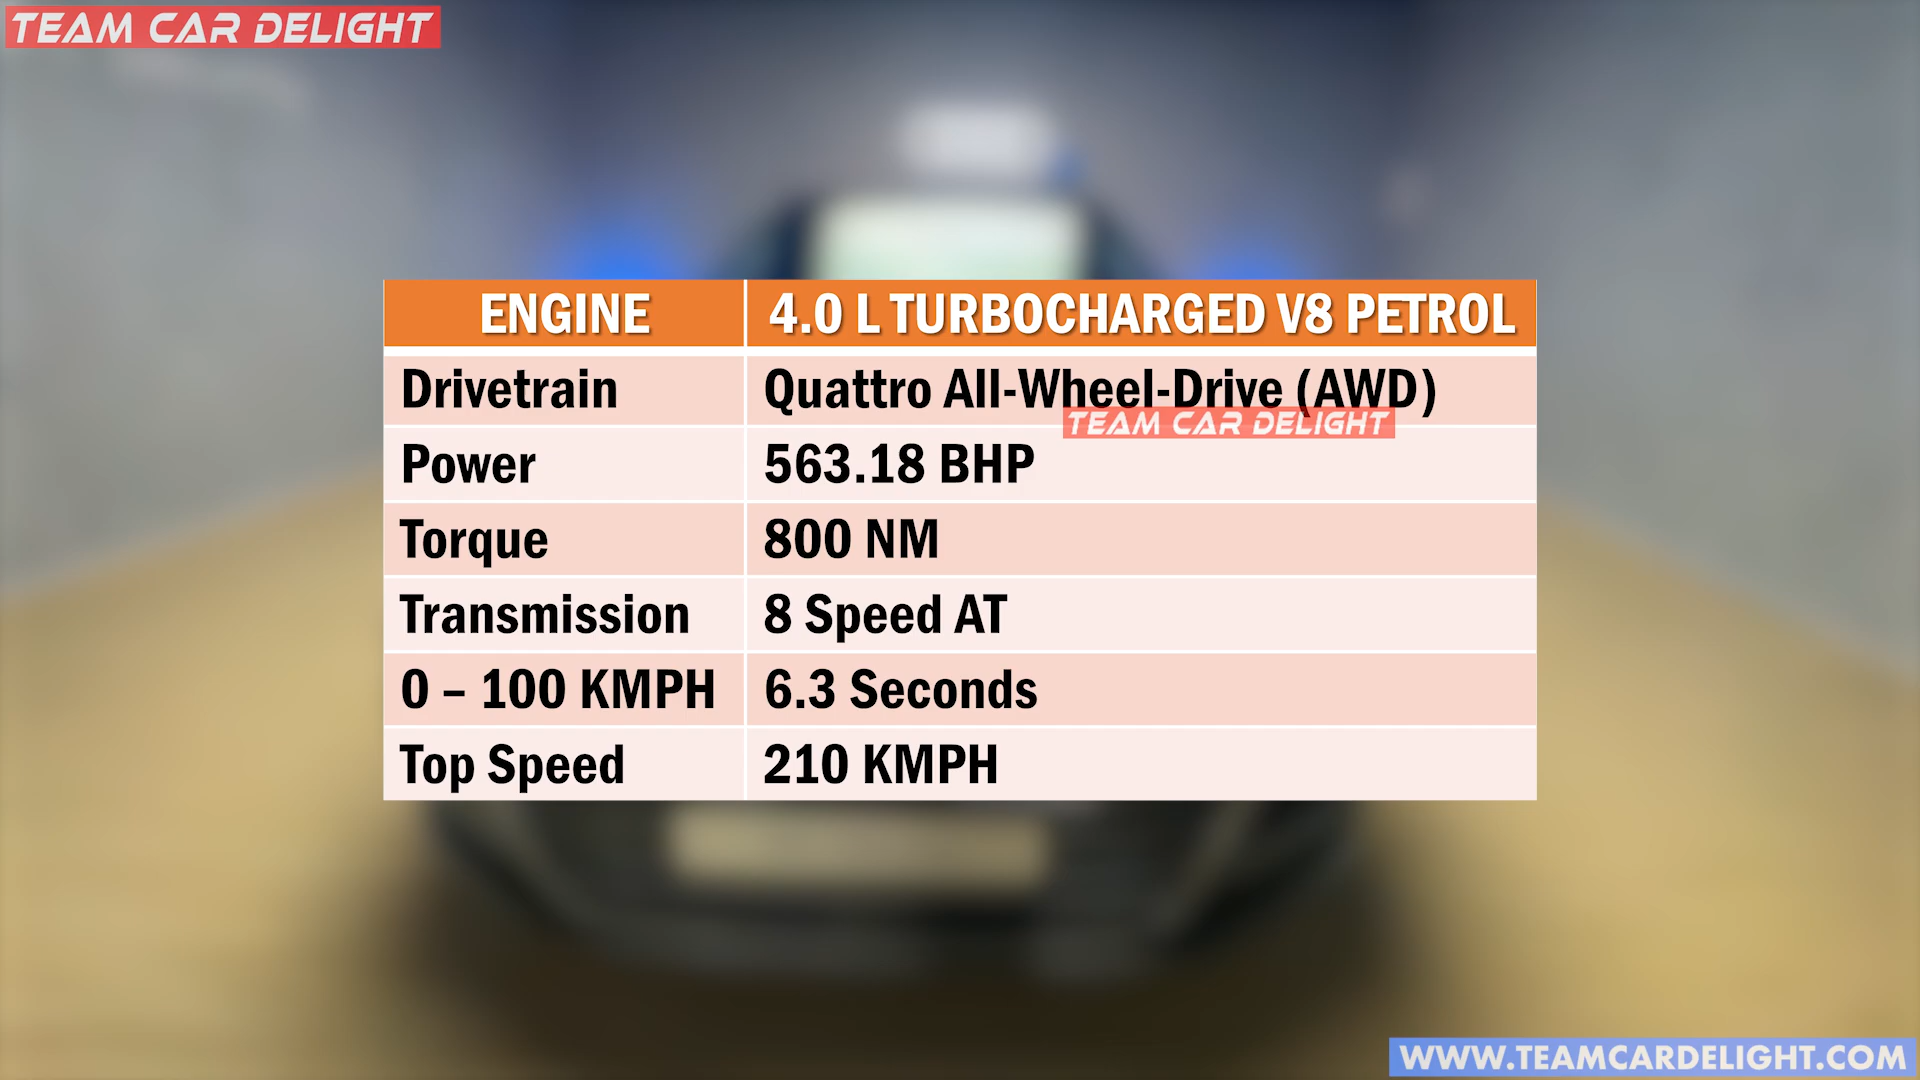 TEAM CAR DELIGHT
ENGINE 4.0 L TURBOCHARGED V8 PETROL
Drivetrain Quattro All-Wheel-Drive (AWD)
TEAM CAR DELIGHT
Power 563.18 BHP
Torque 800 NM
Transmission 8 Speed AT
0 – 100 KMPH 6.3 Seconds
Top Speed 210 KMPH
WWW.TEAMCARDELIGHT.COM